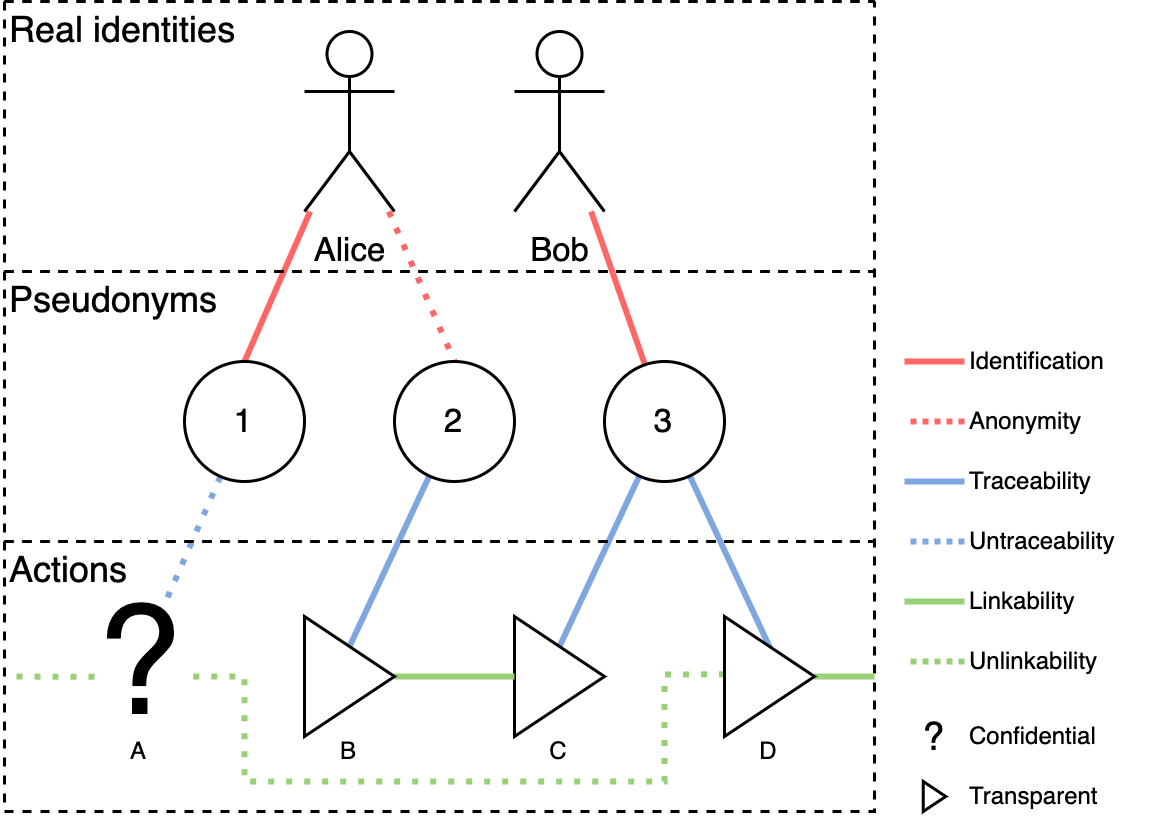 Real identities
Alice
Bob
Pseudonyms
1
2
3
Identification
Anonymity
Traceability
Untraceability
Linkability
Unlinkability
Actions
?
A
B
C
D
? Confidential
Transparent